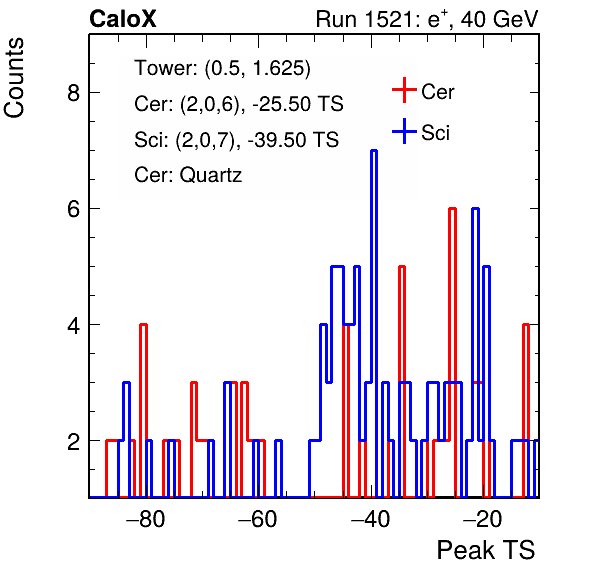 CaloX Run 1521: e+, 40 GeV
Counts
Tower: (0.5, 1.625)
Cer: (2,0,6), -25.50 TS
Sci: (2,0,7), -39.50 TS
Cer: Quartz
Cer
Sci
8
6
4
2
−80 −60 −40 −20
Peak TS